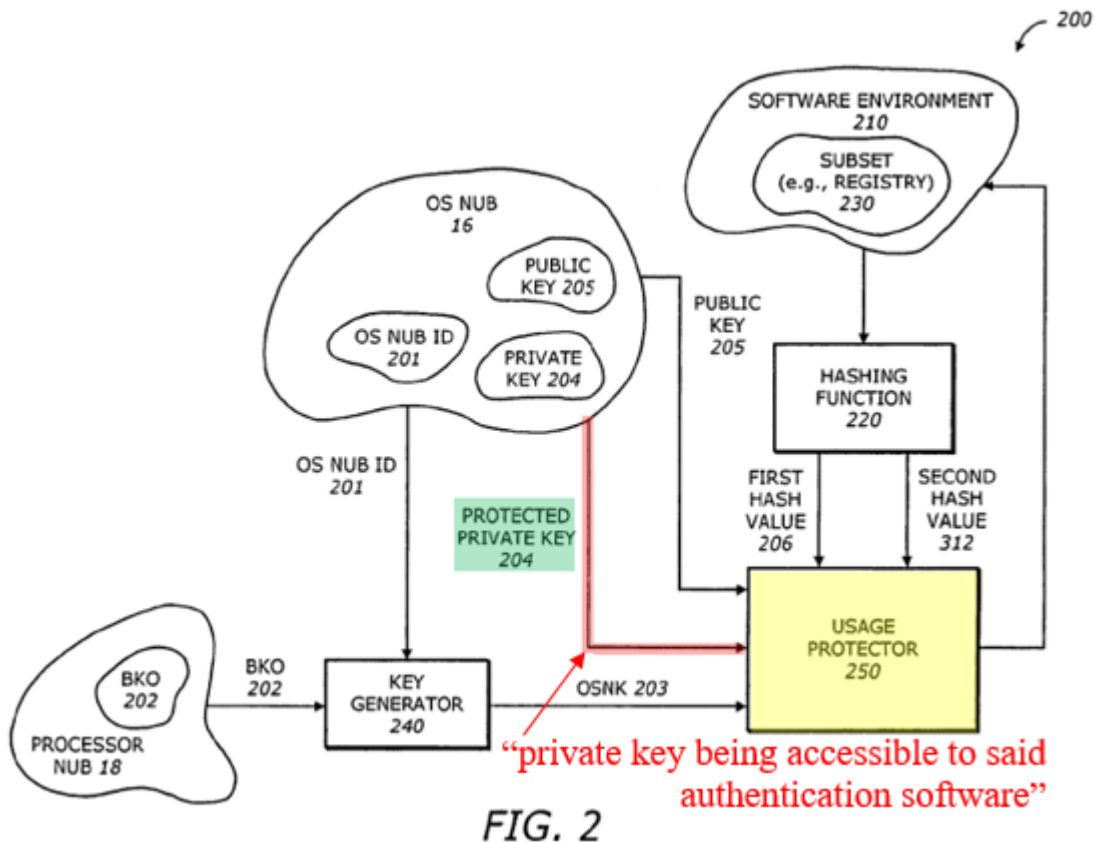 200
SOFTWARE ENVIRONMENT
210
SUBSET
(e.g., REGISTRY)
230
OS NUB
16
PUBLIC
KEY 205
OS NUB ID
201
PRIVATE
KEY 204
PUBLIC
KEY
205
HASHING
FUNCTION
220
OS NUB ID
201
PROTECTED
PRIVATE KEY
204
FIRST
HASH
VALUE
206
SECOND
HASH
VALUE
312
USAGE
PROTECTOR
250
BKO
202
PROCESSOR
NUB 18
BKO
202
KEY
GENERATOR
240
OSNK 203
“private key being accessible to said
authentication software”
FIG. 2